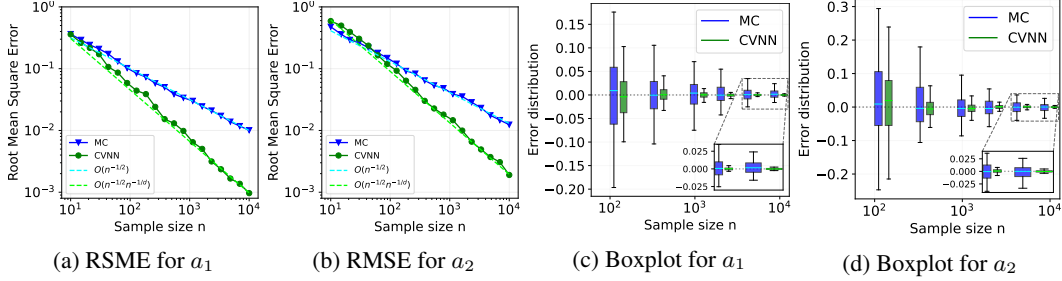 10^0
10^-1
10^-2
10^-3
10^1
10^2
10^3
10^4
Root Mean Square Error
Sample size n
MC
CVNN
O(n^{-1/2})
O(n^{-1/2}n^{-1/d})
(a) RSME for a_1
10^0
10^-1
10^-2
10^-3
10^1
10^2
10^3
10^4
Root Mean Square Error
Sample size n
MC
CVNN
O(n^{-1/2})
O(n^{-1/2}n^{-1/d})
(b) RMSE for a_2
0.15
0.10
0.05
0.00
−0.05
−0.10
−0.15
−0.20
10^2
10^3
10^4
Error distribution
Sample size n
MC
CVNN
0.025
0.000
−0.025
(c) Boxplot for a_1
0.3
0.2
0.1
0.0
−0.1
−0.2
10^2
10^3
10^4
Error distribution
Sample size n
MC
CVNN
0.025
0.000
−0.025
(d) Boxplot for a_2